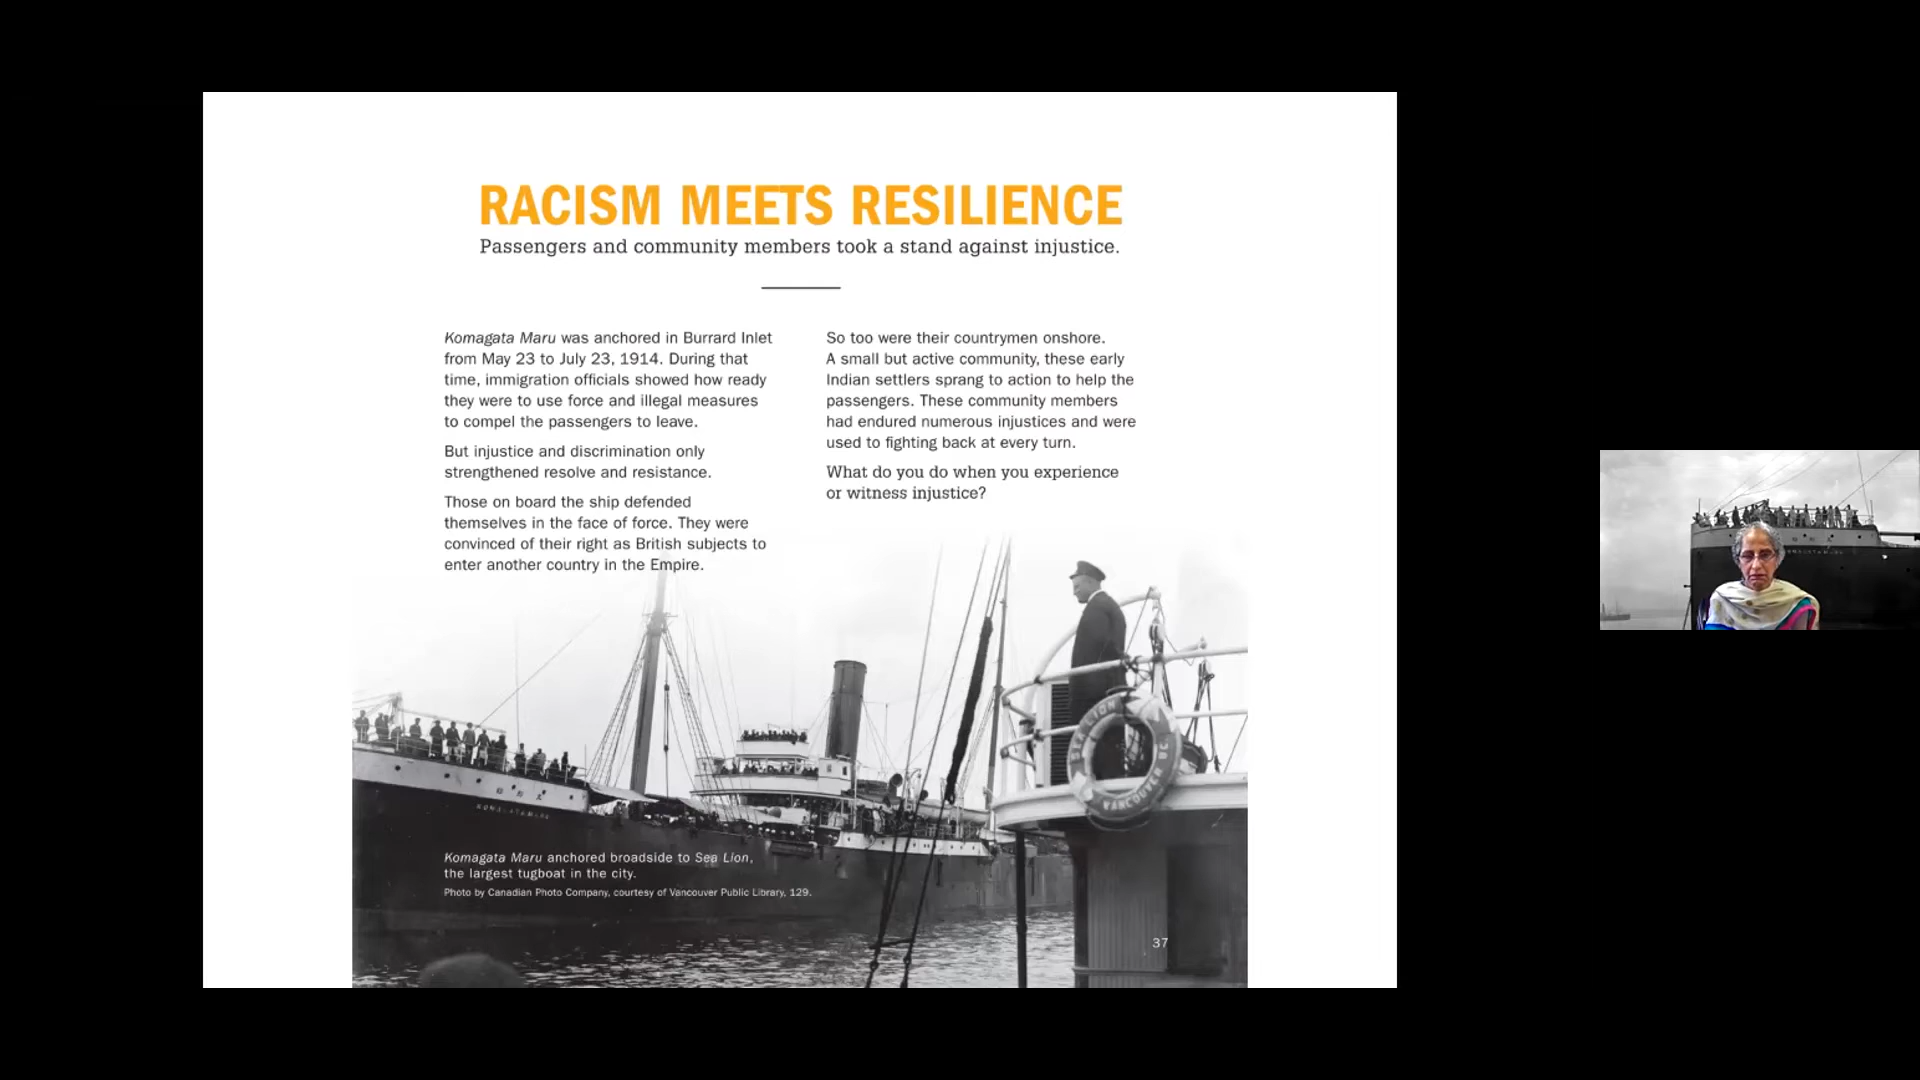 RACISM MEETS RESILIENCE
Passengers and community members took a stand against injustice.
Komagata Maru was anchored in Burrard Inlet
from May 23 to July 23, 1914. During that
time, immigration officials showed how ready
they were to use force and illegal measures
to compel the passengers to leave.
But injustice and discrimination only
strengthened resolve and resistance.
Those on board the ship defended
themselves in the face of force. They were
convinced of their right as British subjects to
enter another country in the Empire.
So too were their countrymen onshore.
A small but active community, these early
Indian settlers sprang to action to help the
passengers. These community members
had endured numerous injustices and were
used to fighting back at every turn.
What do you do when you experience
or witness injustice?
KOMAGATA MARU
SEA LION
VANCOUVER BC
Komagata Maru anchored broadside to Sea Lion,
the largest tugboat in the city.
Photo by Canadian Photo Company, courtesy of Vancouver Public Library, 129.
37